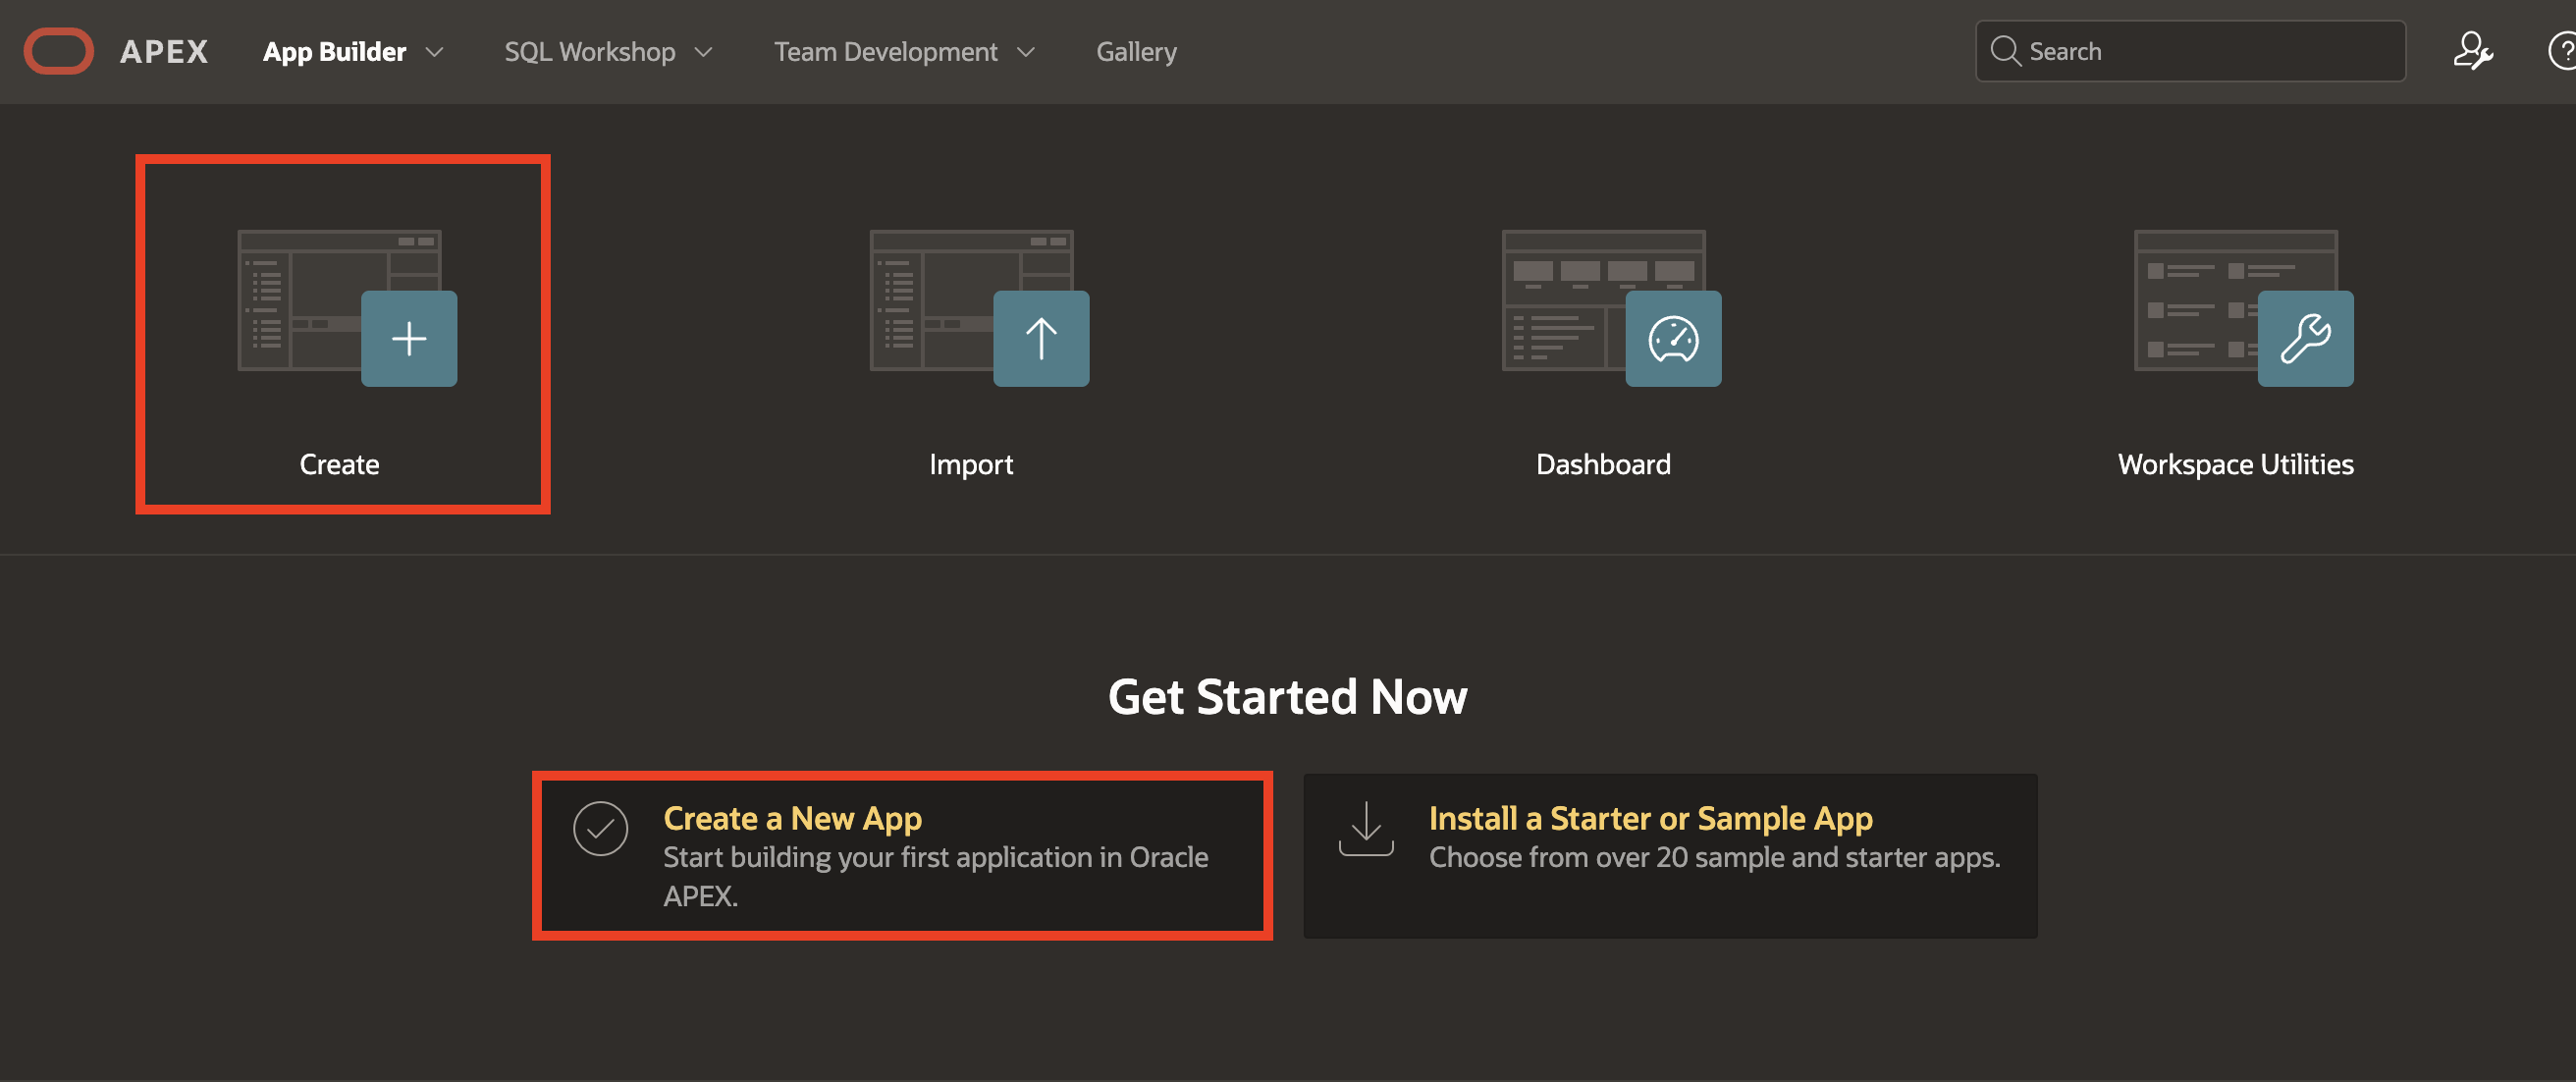 APEX
App Builder
SQL Workshop
Team Development
Gallery
Search
?
Create
Import
Dashboard
Workspace Utilities
Get Started Now
Create a New App
Start building your first application in Oracle
APEX.
Install a Starter or Sample App
Choose from over 20 sample and starter apps.